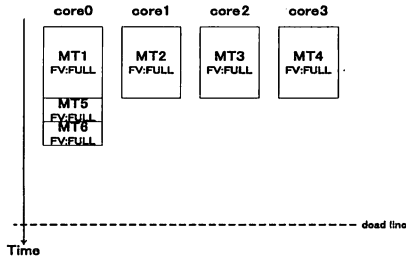 core0 core1 core2 core3
MT1 MT2 MT3 MT4
FV:FULL FV:FULL FV:FULL FV:FULL
MT5
FV:FULL
MT6
FV:FULL
dead line
Time